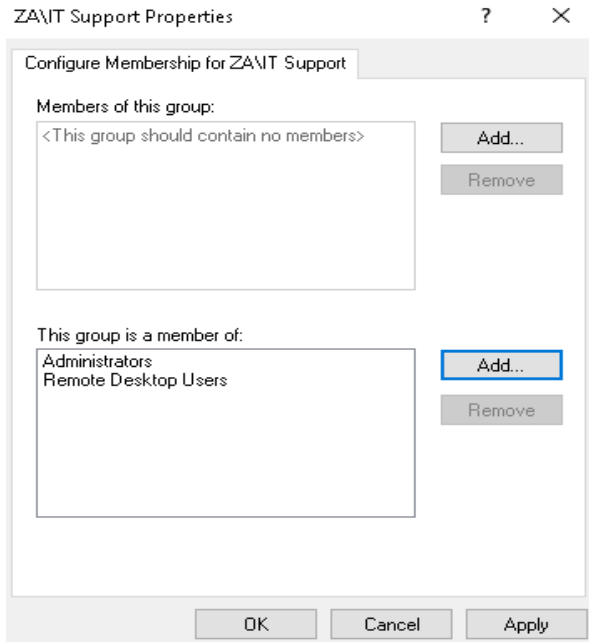 ZA\IT Support Properties
?
Configure Membership for ZA\IT Support
Members of this group:
<This group should contain no members>
Add...
Remove
This group is a member of:
Administrators
Remote Desktop Users
Add...
Remove
OK
Cancel
Apply